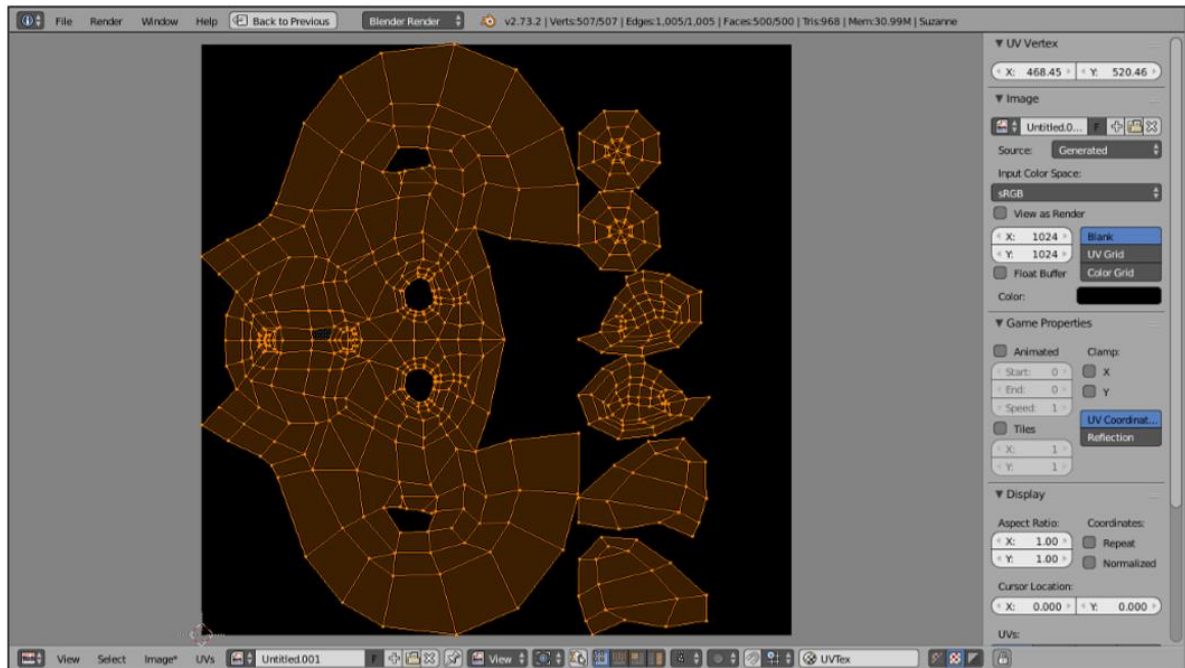 File Render Window Help Back to Previous Blender Render v2.73.2 | Verts:507/507 | Edges:1,005/1,005 | Faces:500/500 | Tris:968 | Mem:30.99M | Suzanne
UV Vertex
X: 468.45 Y: 520.46
Image
Untitled.0... F
Source: Generated
Input Color Space:
sRGB
View as Render
X: 1024 Blank
Y: 1024 UV Grid
Float Buffer Color Grid
Color:
Game Properties
Animated Clamp:
Start: 0 X
End: 0 Y
Speed: 1 UV Coordinat...
Tiles Reflection
X: 1
Y: 1
Display
Aspect Ratio: Coordinates:
X: 1.00 Repeat
Y: 1.00 Normalized
Cursor Location:
X: 0.000 Y: 0.000
UVs:
View Select Image* UVs Untitled.001 F View UVTex